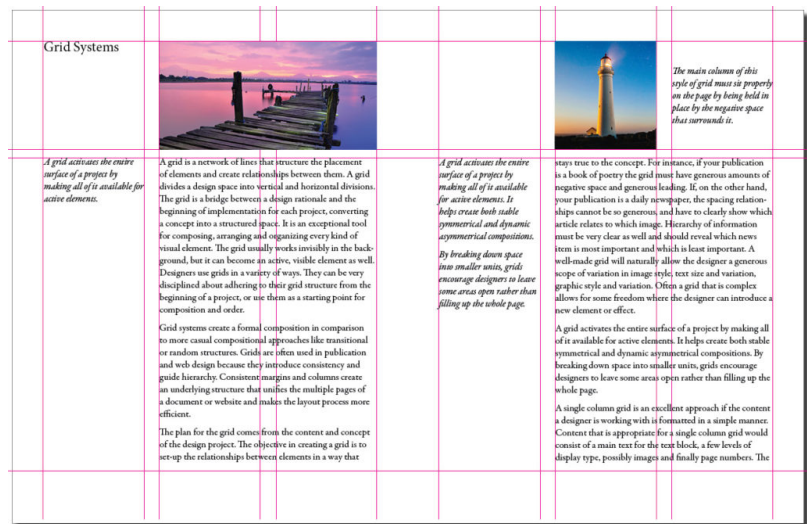 Grid Systems
A grid activates the entire
surface of a project by
making all of it available for
active elements.
A grid is a network of lines that structure the placement
of elements and create relationships between them. A grid
divides a design space into vertical and horizontal divisions.
The grid is a bridge between a design rationale and the
beginning of implementation for each project, converting
a concept into a structured space. It is an exceptional tool
for composing, arranging and organizing every kind of
visual element. The grid usually works invisibly in the back-
ground, but it can become an active, visible element as well.
Designers use grids in a variety of ways. They can be very
disciplined about adhering to their grid structure from the
beginning of a project, or use them as a starting point for
composition and order.
Grid systems create a formal composition in comparison
to more casual compositional approaches like transitional
or random structures. Grids are often used in publication
and web design because they introduce consistency and
guide hierarchy. Consistent margins and columns create
an underlying structure that unifies the multiple pages of
a document or website and makes the layout process more
efficient.
The plan for the grid comes from the content and concept
of the design project. The objective in creating a grid is to
set-up the relationships between elements in a way that
A grid activates the entire
surface of a project by
making all of it available
for active elements. It
helps create both stable
symmetrical and dynamic
asymmetrical compositions.
By breaking down space
into smaller units, grids
encourage designers to leave
some areas open rather than
filling up the whole page.
The main column of this
style of grid must sit properly
on the page by being held in
place by the negative space
that surrounds it.
stays true to the concept. For instance, if your publication
is a book of poetry the grid must have generous amounts of
negative space and generous leading. If, on the other hand,
your publication is a daily newspaper, the spacing relation-
ships cannot be so generous, and have to clearly show which
article relates to which image. Hierarchy of information
must be very clear as well and should reveal which news
item is most important and which is least important. A
well-made grid will naturally allow the designer a generous
scope of variation in image style, text size and variation,
graphic style and variation. Often a grid that is complex
allows for some freedom where the designer can introduce a
new element or effect.
A grid activates the entire surface of a project by making all
of it available for active elements. It helps create both stable
symmetrical and dynamic asymmetrical compositions. By
breaking down space into smaller units, grids encourage
designers to leave some areas open rather than filling up the
whole page.
A single column grid is an excellent approach if the content
a designer is working with is formatted in a simple manner.
Content that is appropriate for a single column grid would
consist of a main text for the text block, a few levels of
display type, possibly images and finally page numbers. The